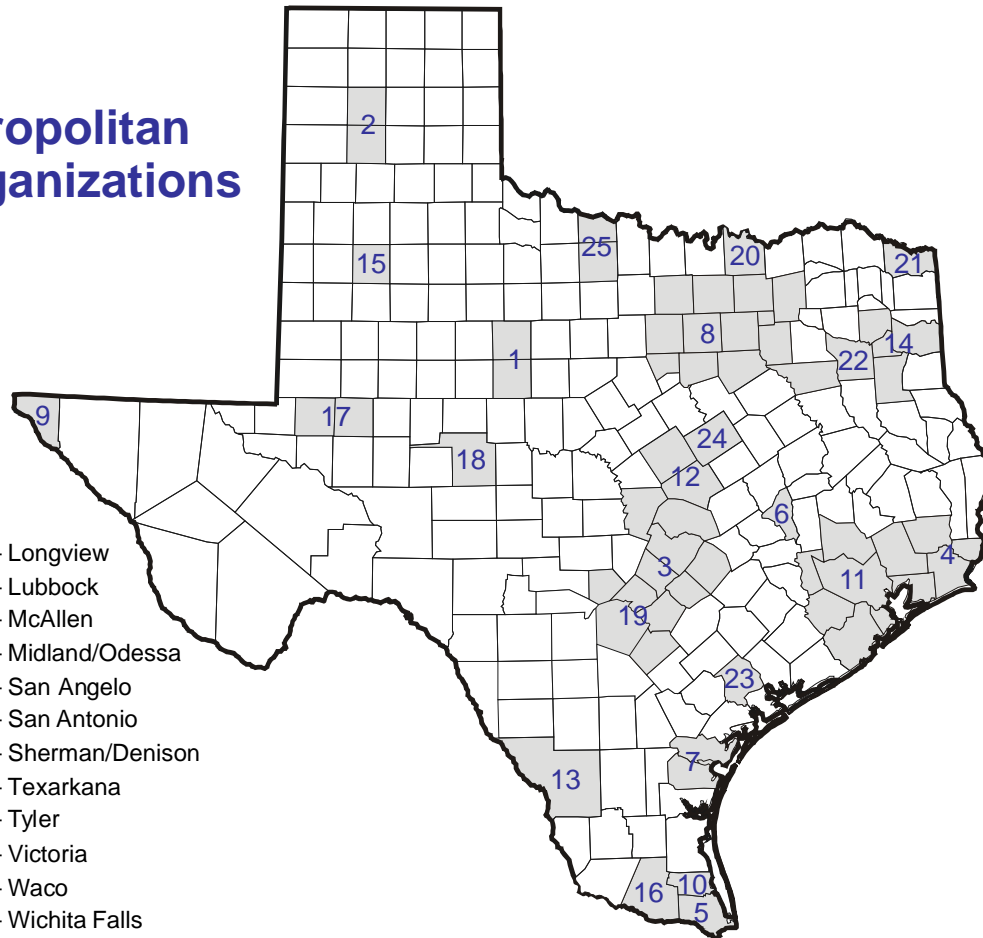 ropolitan
ganizations
2
15
25
20
21
1
8
14
22
9
17
18
24
12
6
3
4
11
19
23
7
13
16
10
5
- Longview
- Lubbock
- McAllen
- Midland/Odessa
- San Angelo
- San Antonio
- Sherman/Denison
- Texarkana
- Tyler
- Victoria
- Waco
- Wichita Falls